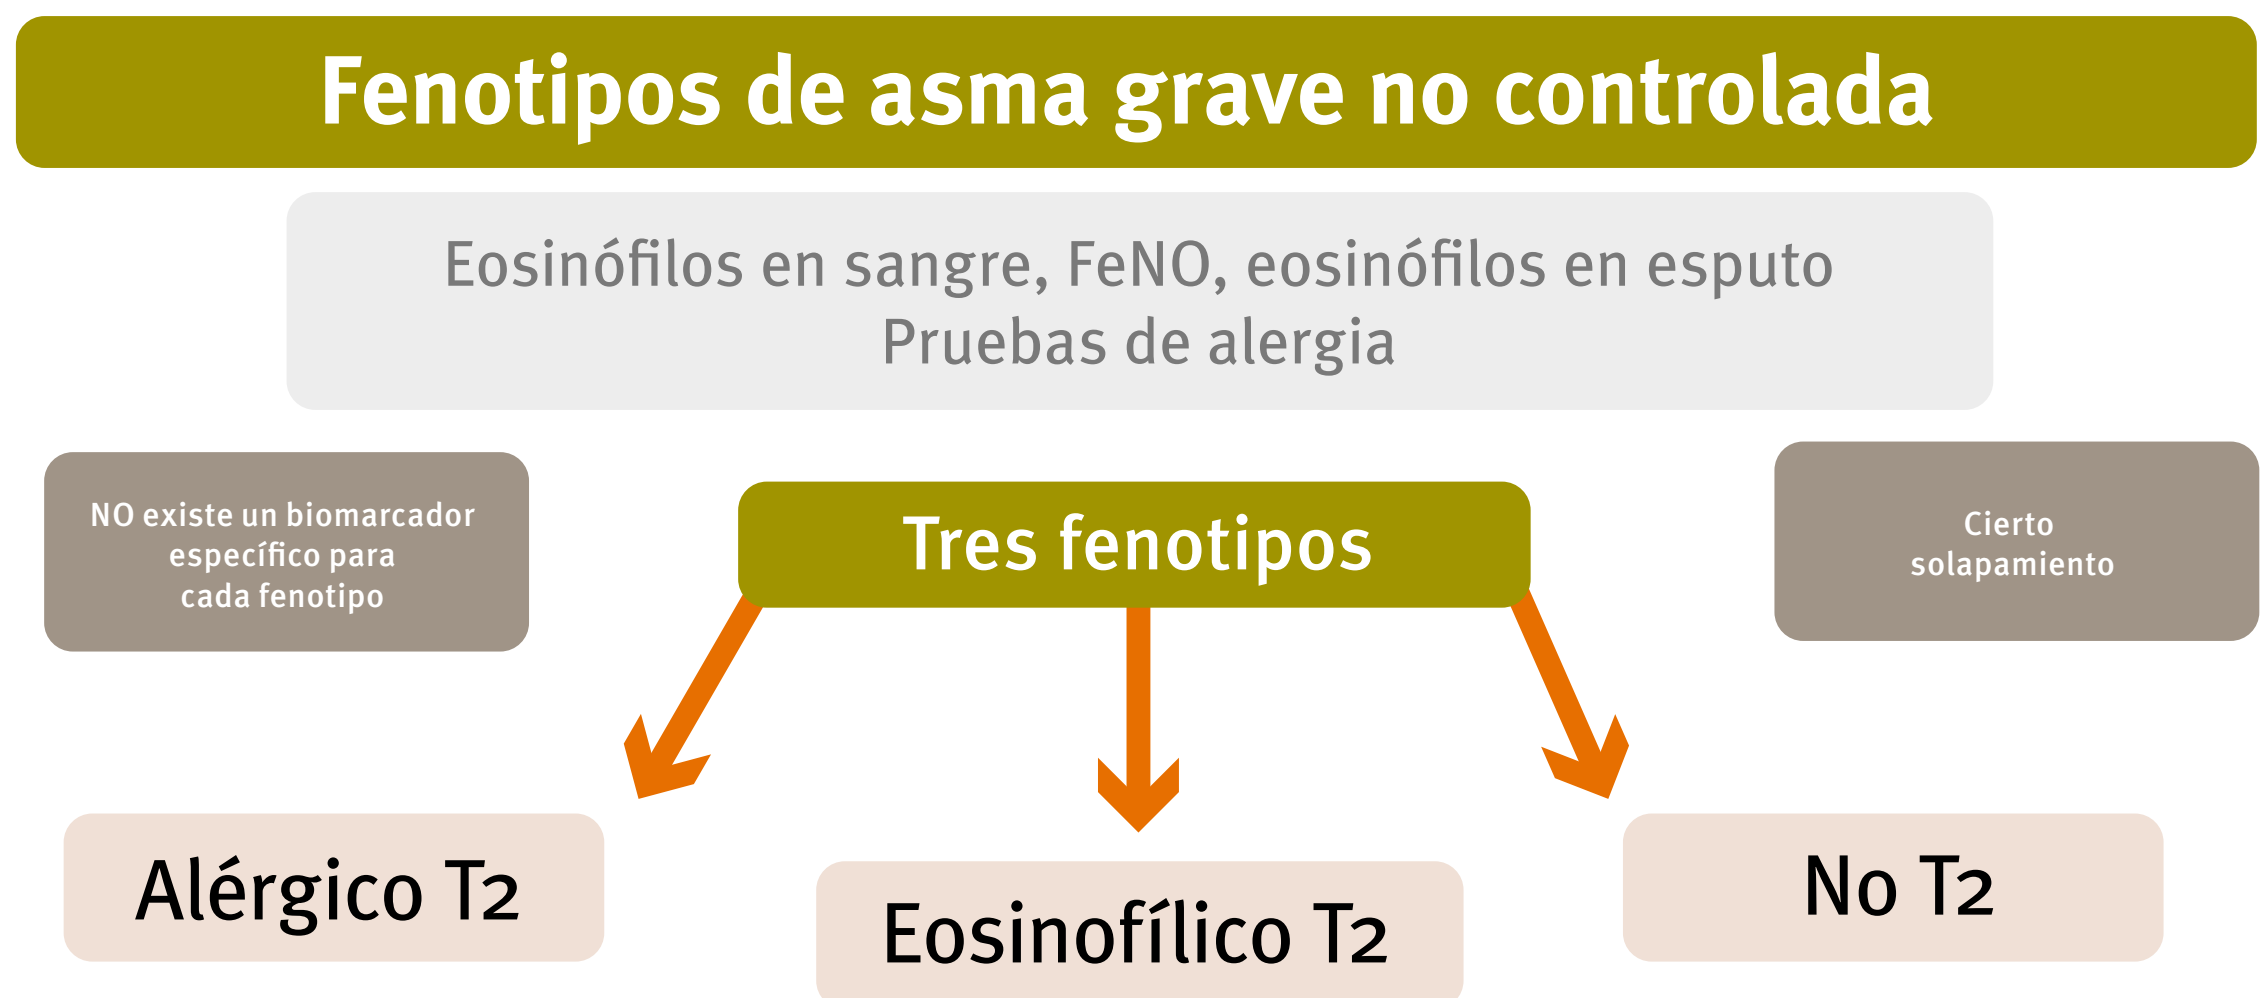 Fenotipos de asma grave no controlada
Eosinófilos en sangre, FeNO, eosinófilos en esputo
Pruebas de alergia
NO existe un biomarcador
específico para
cada fenotipo
Tres fenotipos
Cierto
solapamiento
Alérgico T2
Eosinofílico T2
No T2